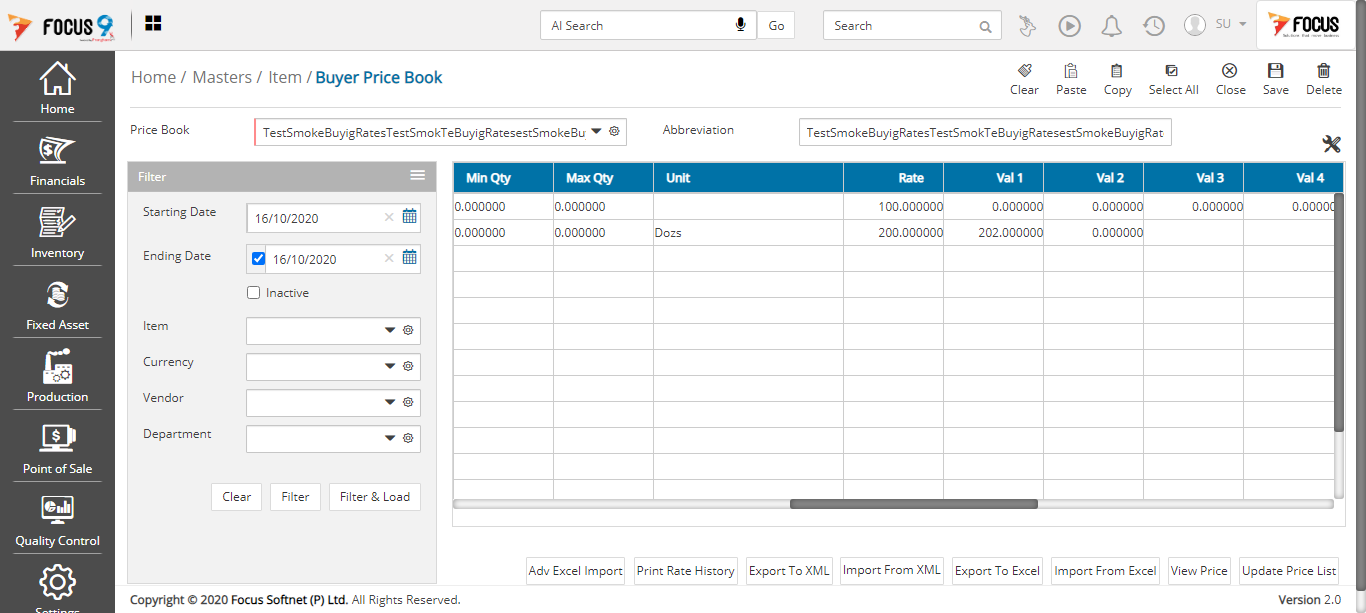 FOCUS 9
AI Search
Go
Search
SU
FOCUS
Home
Financials
Inventory
Fixed Asset
Production
Point of Sale
Quality Control
Settings
Home / Masters / Item / Buyer Price Book
Clear Paste Copy Select All Close Save Delete
Price Book
TestSmokeBuyigRatesTestSmokTeBuyigRatesestSmokeBu
Abbreviation
TestSmokeBuyigRatesTestSmokTeBuyigRatesestSmokeBuyigRat
Filter
Starting Date
16/10/2020
Ending Date
16/10/2020
Inactive
Item
Currency
Vendor
Department
Clear Filter Filter & Load
Min Qty Max Qty Unit Rate Val 1 Val 2 Val 3 Val 4
0.000000 0.000000 100.000000 0.000000 0.000000 0.000000 0.00000
0.000000 0.000000 Dozs 200.000000 202.000000 0.000000
Adv Excel Import Print Rate History Export To XML Import From XML Export To Excel Import From Excel View Price Update Price List
Copyright © 2020 Focus Softnet (P) Ltd. All Rights Reserved.
Version 2.0